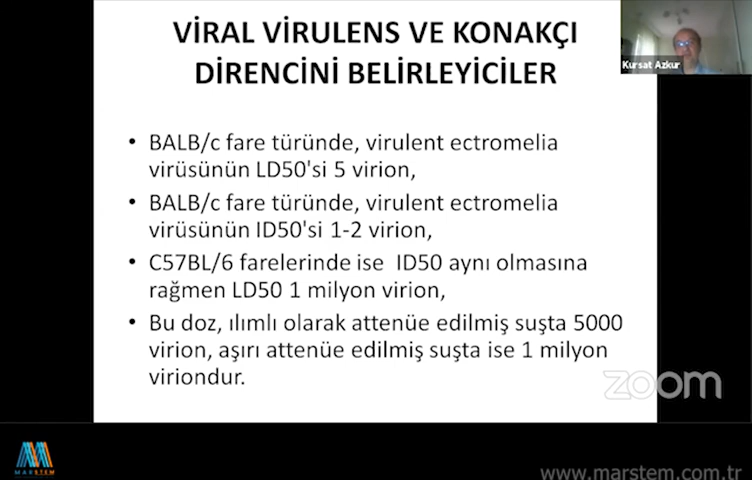 VİRAL VİRULENS VE KONAKÇI
DİRENCİNİ BELİRLEYİCİLER
Kursat Azkur
• BALB/c fare türünde, virulent ectromelia
virüsünün LD50'si 5 virion,
• BALB/c fare türünde, virulent ectromelia
virüsünün ID50'si 1-2 virion,
• C57BL/6 farelerinde ise  ID50 aynı olmasına
rağmen LD50 1 milyon virion,
• Bu doz, ılımlı olarak attenüe edilmiş suşta 5000
virion, aşırı attenüe edilmiş suşta ise 1 milyon
viriondur.
zoom
MARSTEM
www.marstem.com.tr